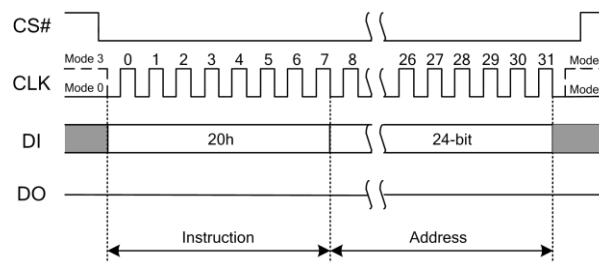 CS#
Mode 3 0 1 2 3 4 5 6 7 8 26 27 28 29 30 31 Mode
CLK
Mode 0 Mode
DI 20h 24-bit
DO
Instruction Address